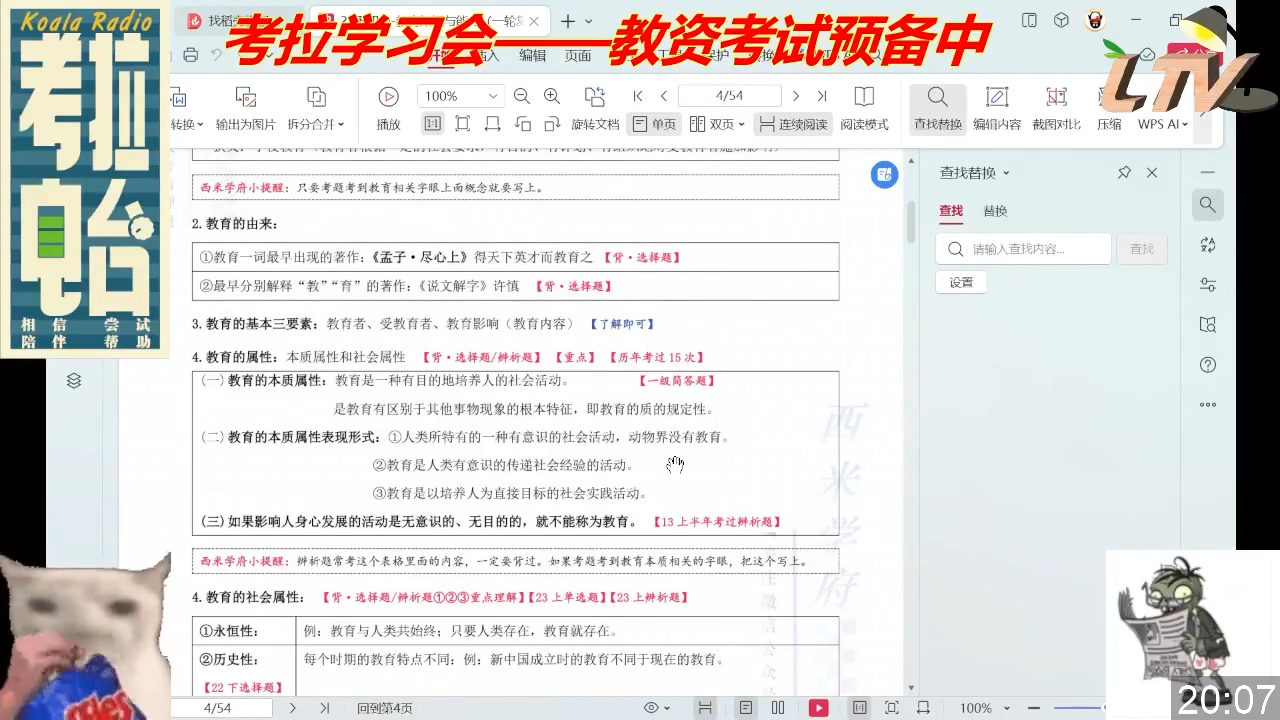 Koala Radio
考拉电台
相信 尝试
陪伴 帮助
考拉学习会——教资考试预备中
LTV
插入 编辑 页面
100%
4/54
转换 输出为图片 拆分合并 播放 旋转文档 单页 双页 连续阅读 阅读模式 查找替换 编辑内容 截图对比 压缩 WPS AI
西米学府小提醒：只要考题考到教育相关字眼上面概念就要写上。
2.教育的由来：
①教育一词最早出现的著作：《孟子·尽心上》得天下英才而教育之 【背·选择题】
②最早分别解释“教”“育”的著作：《说文解字》许慎 【背·选择题】
3.教育的基本三要素：教育者、受教育者、教育影响（教育内容） 【了解即可】
4.教育的属性：本质属性和社会属性 【背·选择题/辨析题】 【重点】 【历年考过 15 次】
（一）教育的本质属性：教育是一种有目的地培养人的社会活动。 【一级简答题】
是教育有区别于其他事物现象的根本特征，即教育的质的规定性。
（二）教育的本质属性表现形式：①人类所特有的一种有意识的社会活动，动物界没有教育。
②教育是人类有意识的传递社会经验的活动。
③教育是以培养人为直接目标的社会实践活动。
（三）如果影响人身心发展的活动是无意识的、无目的的，就不能称为教育。 【13 上半年考过辨析题】
西米学府小提醒：辨析题常考这个表格里面的内容，一定要背过。如果考题考到教育本质相关的字眼，把这个写上。
4.教育的社会属性： 【背·选择题/辨析题①②③重点理解】【23 上单选题】【23 上辨析题】
①永恒性： 例：教育与人类共始终；只要人类存在，教育就存在。
②历史性： 每个时期的教育特点不同，例：新中国成立时的教育不同于现在的教育。
【22 下选择题】
西米学府
查找替换
查找 替换
请输入查找内容... 查找
设置
4/54 回到第4页 100%
20:07